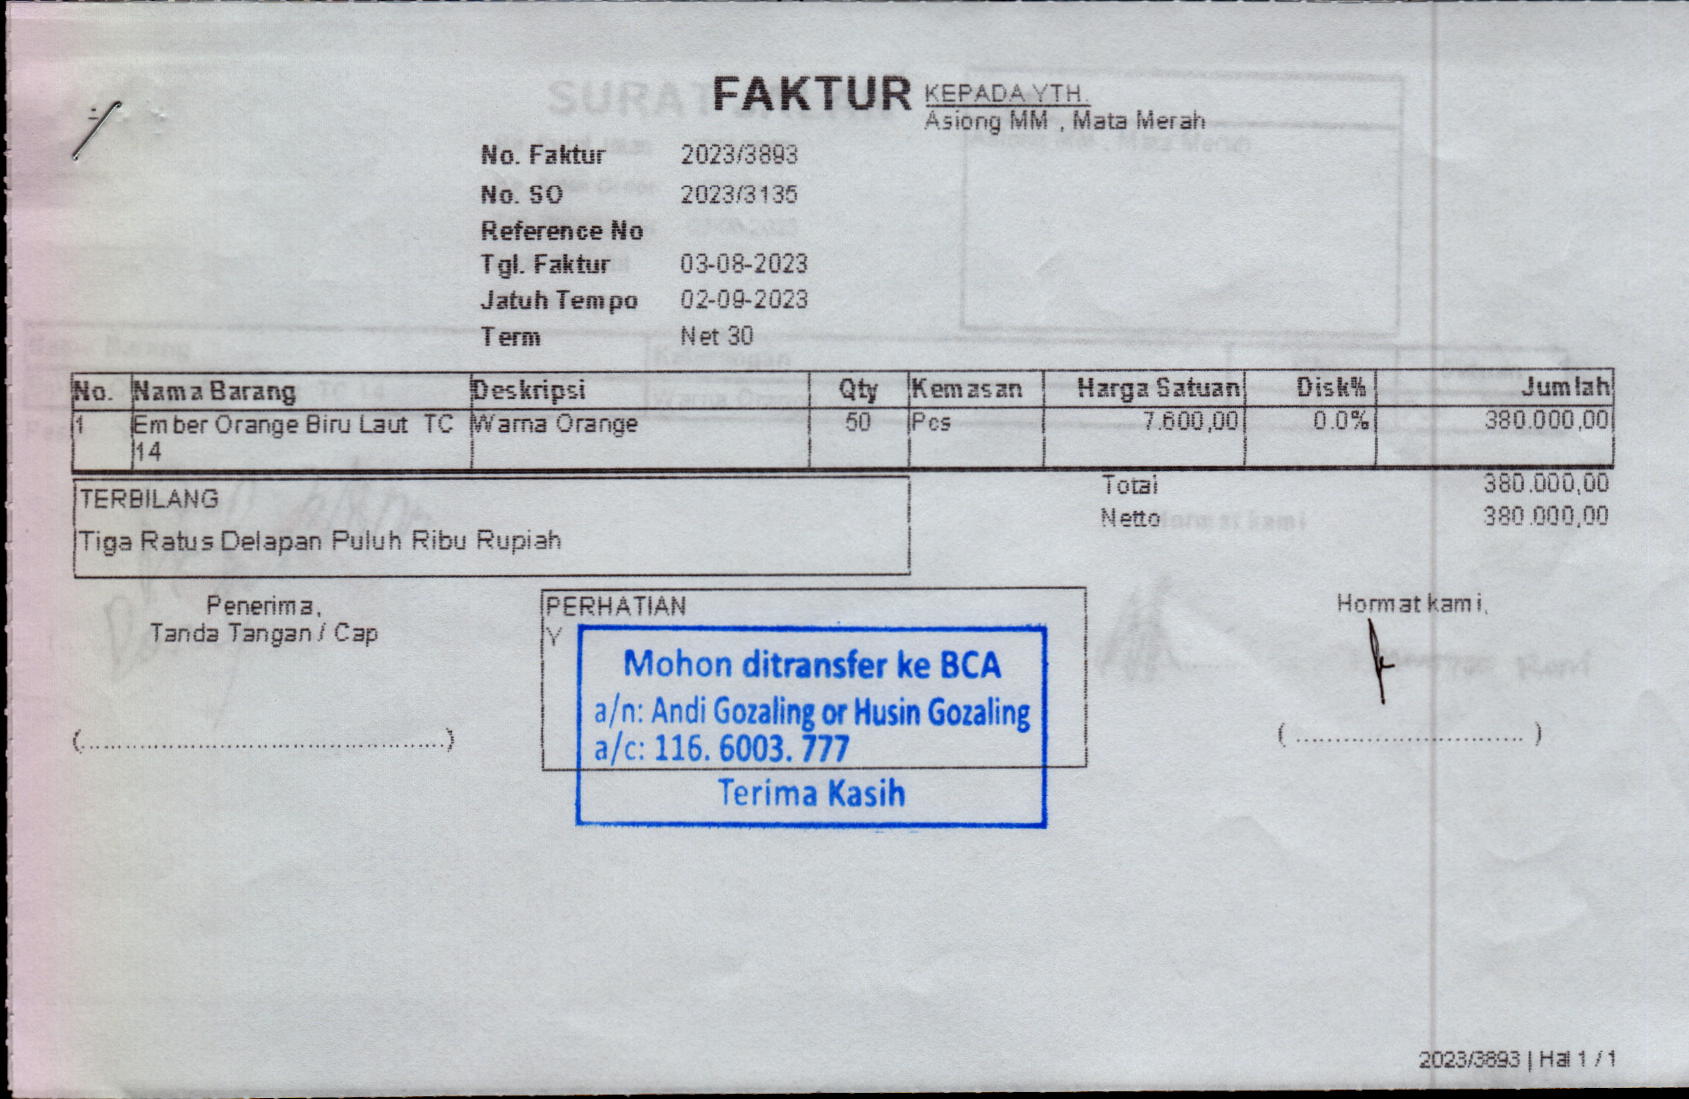 FAKTUR
KEPADA YTH.
Asiong MM , Mata Merah
No. Faktur 2023/3893
No. SO 2023/3135
Reference No
Tgl. Faktur 03-08-2023
Jatuh Tempo 02-09-2023
Term Net 30
No. Nama Barang Deskripsi Qty Kemasan Harga Satuan Disk% Jumlah
1 Ember Orange Biru Laut TC 14 Warna Orange 50 Pcs 7.600,00 0.0% 380.000,00
Total 380.000,00
Netto 380.000,00
TERBILANG
Tiga Ratus Delapan Puluh Ribu Rupiah
Penerima,
Tanda Tangan / Cap
(..............................................)
PERHATIAN
Y
Mohon ditransfer ke BCA
a/n: Andi Gozaling or Husin Gozaling
a/c: 116. 6003. 777
Terima Kasih
Hormat kami,
( ............................ )
2023/3893 | Hal 1 / 1